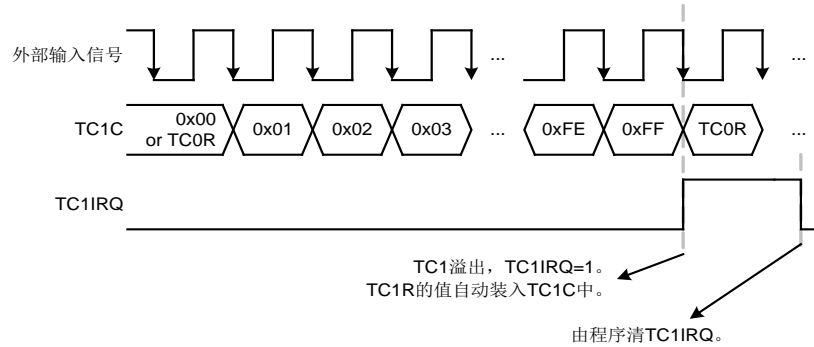 外部输入信号
... ...
TC1C
0x00
or TC0R
0x01
0x02
0x03
...
0xFE
0xFF
TC0R
...
TC1IRQ
TC1溢出，TC1IRQ=1。
TC1R的值自动装入TC1C中。
由程序清TC1IRQ。